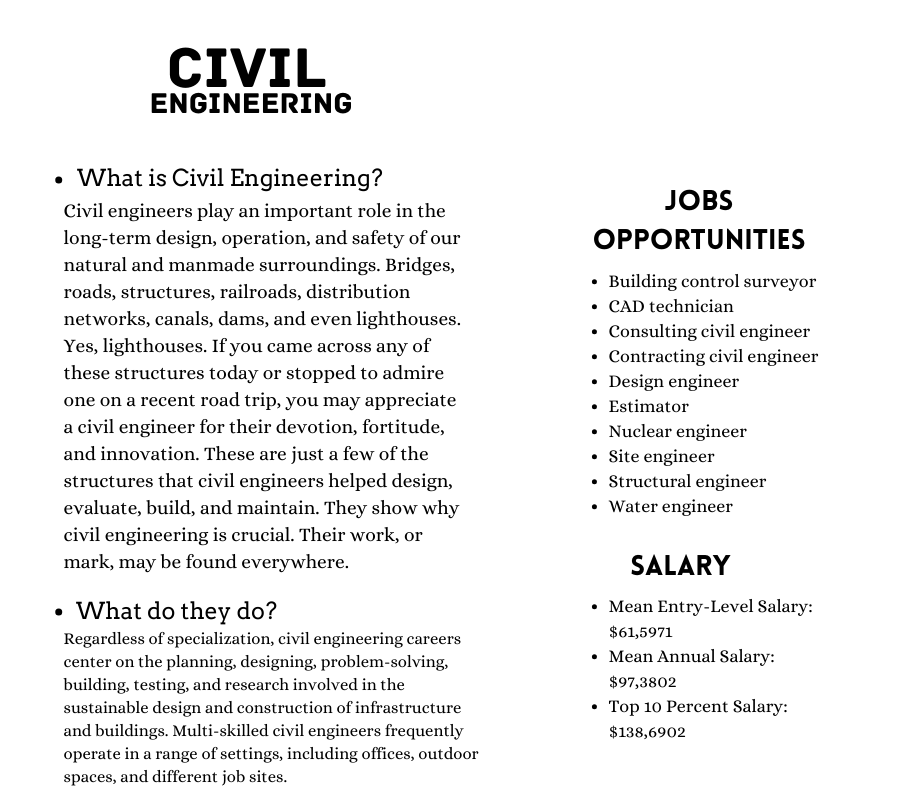 CIVIL
ENGINEERING
What is Civil Engineering?
Civil engineers play an important role in the
long-term design, operation, and safety of our
natural and manmade surroundings. Bridges,
roads, structures, railroads, distribution
networks, canals, dams, and even lighthouses.
Yes, lighthouses. If you came across any of
these structures today or stopped to admire
one on a recent road trip, you may appreciate
a civil engineer for their devotion, fortitude,
and innovation. These are just a few of the
structures that civil engineers helped design,
evaluate, build, and maintain. They show why
civil engineering is crucial. Their work, or
mark, may be found everywhere.
What do they do?
Regardless of specialization, civil engineering careers
center on the planning, designing, problem-solving,
building, testing, and research involved in the
sustainable design and construction of infrastructure
and buildings. Multi-skilled civil engineers frequently
operate in a range of settings, including offices, outdoor
spaces, and different job sites.
JOBS
OPPORTUNITIES
Building control surveyor
CAD technician
Consulting civil engineer
Contracting civil engineer
Design engineer
Estimator
Nuclear engineer
Site engineer
Structural engineer
Water engineer
SALARY
Mean Entry-Level Salary:
$61,5971
Mean Annual Salary:
$97,3802
Top 10 Percent Salary:
$138,6902